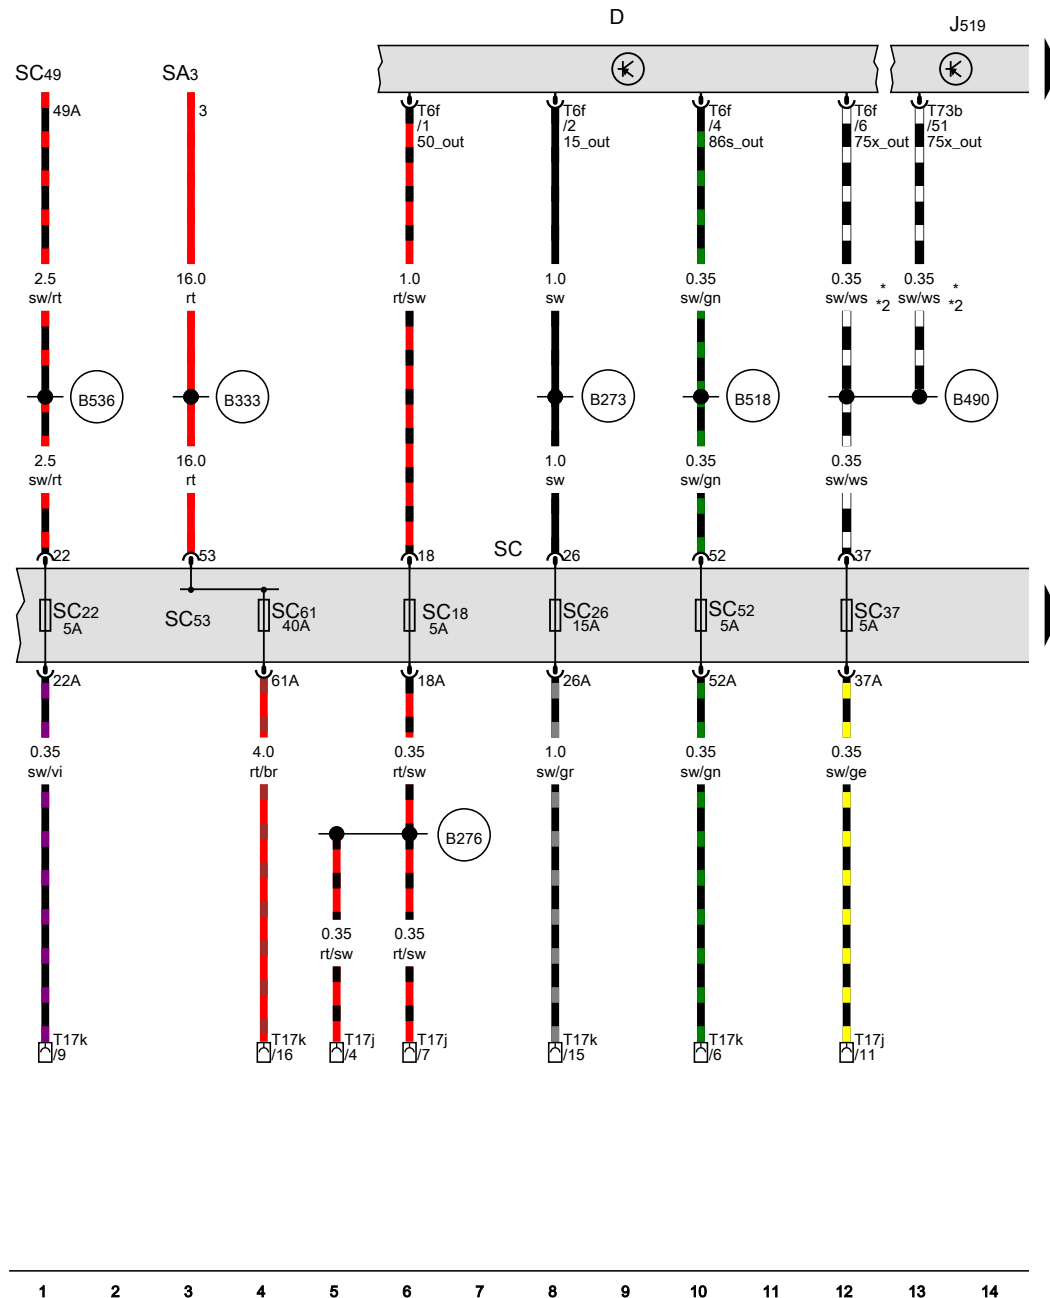 D
J519
SC49
SA3
49A
3
T6f
/1
50_out
T6f
/2
15_out
T6f
/4
86s_out
T6f
/6
75x_out
T73b
/51
75x_out
2.5
sw/rt
16.0
rt
1.0
rt/sw
1.0
sw
0.35
sw/gn
0.35
sw/ws
*
*2
0.35
sw/ws
*
*2
B536
B333
B273
B518
B490
2.5
sw/rt
16.0
rt
1.0
sw
0.35
sw/gn
0.35
sw/ws
22
53
18
SC
26
52
37
SC22
5A
SC53
SC61
40A
SC18
5A
SC26
15A
SC52
5A
SC37
5A
22A
61A
18A
26A
52A
37A
0.35
sw/vi
4.0
rt/br
0.35
rt/sw
1.0
sw/gr
0.35
sw/gn
0.35
sw/ge
B276
0.35
rt/sw
0.35
rt/sw
T17k
/9
T17k
/16
T17j
/4
T17j
/7
T17k
/15
T17k
/6
T17j
/11
1 2 3 4 5 6 7 8 9 10 11 12 13 14